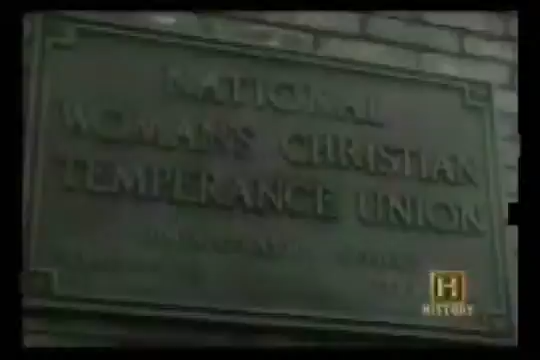 NATIONAL
WOMAN'S CHRISTIAN
TEMPERANCE UNION
H
HISTORY